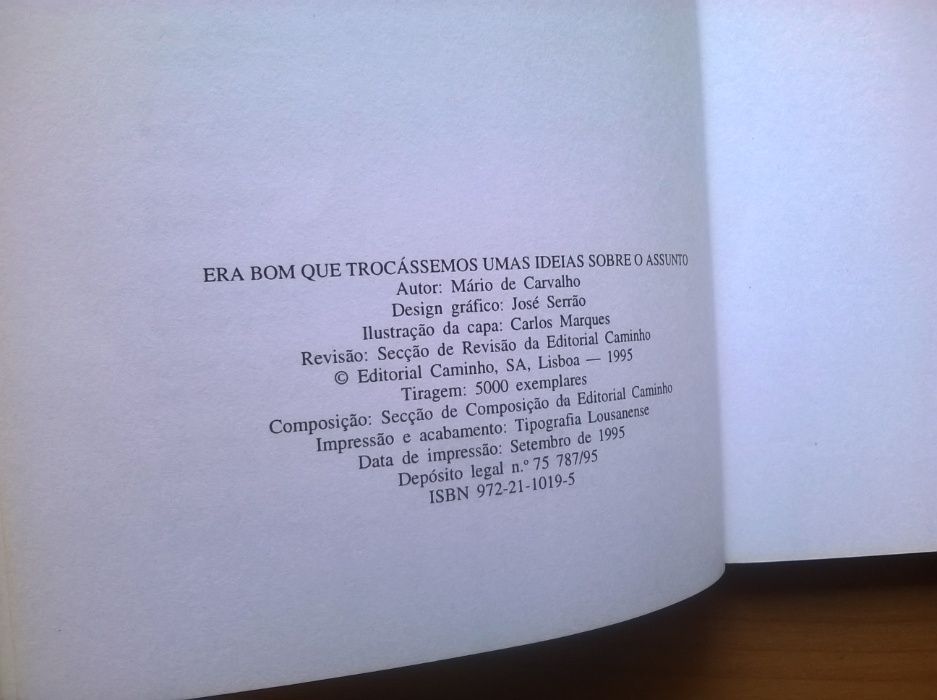 ERA BOM QUE TROCÁSSEMOS UMAS IDEIAS SOBRE O ASSUNTO
Autor: Mário de Carvalho
Design gráfico: José Serrão
Ilustração da capa: Carlos Marques
Revisão: Secção de Revisão da Editorial Caminho
© Editorial Caminho, SA, Lisboa — 1995
Tiragem: 5000 exemplares
Composição: Secção de Composição da Editorial Caminho
Impressão e acabamento: Tipografia Lousanense
Data de impressão: Setembro de 1995
Depósito legal n.º 75 787/95
ISBN 972-21-1019-5